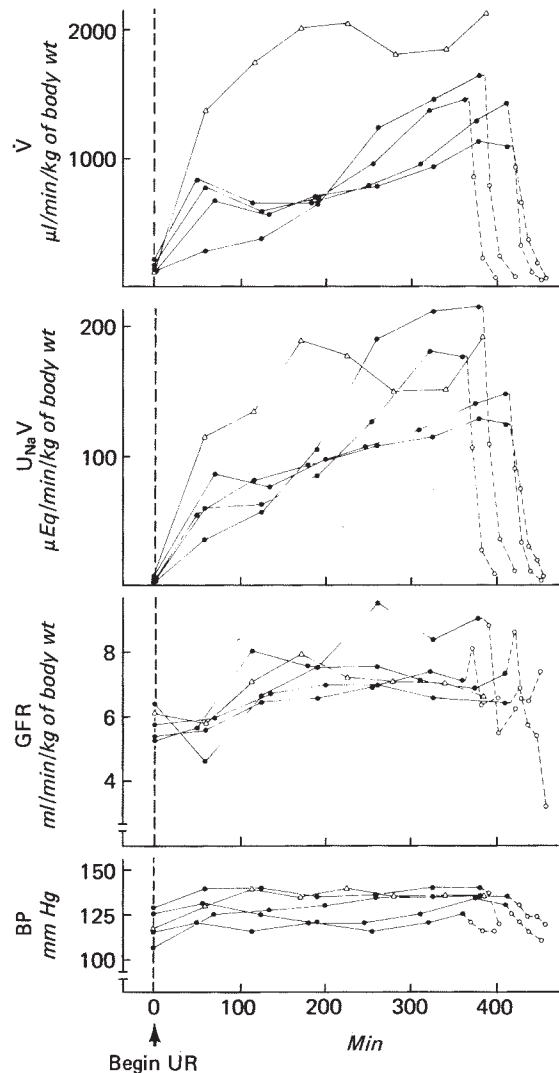 2000
1000
V̇
µl/min/kg of body wt
200
100
U_Na V
µEq/min/kg of body wt
8
6
4
GFR
ml/min/kg of body wt
150
125
100
BP
mm Hg
0 100 200 300 400
Min
Begin UR